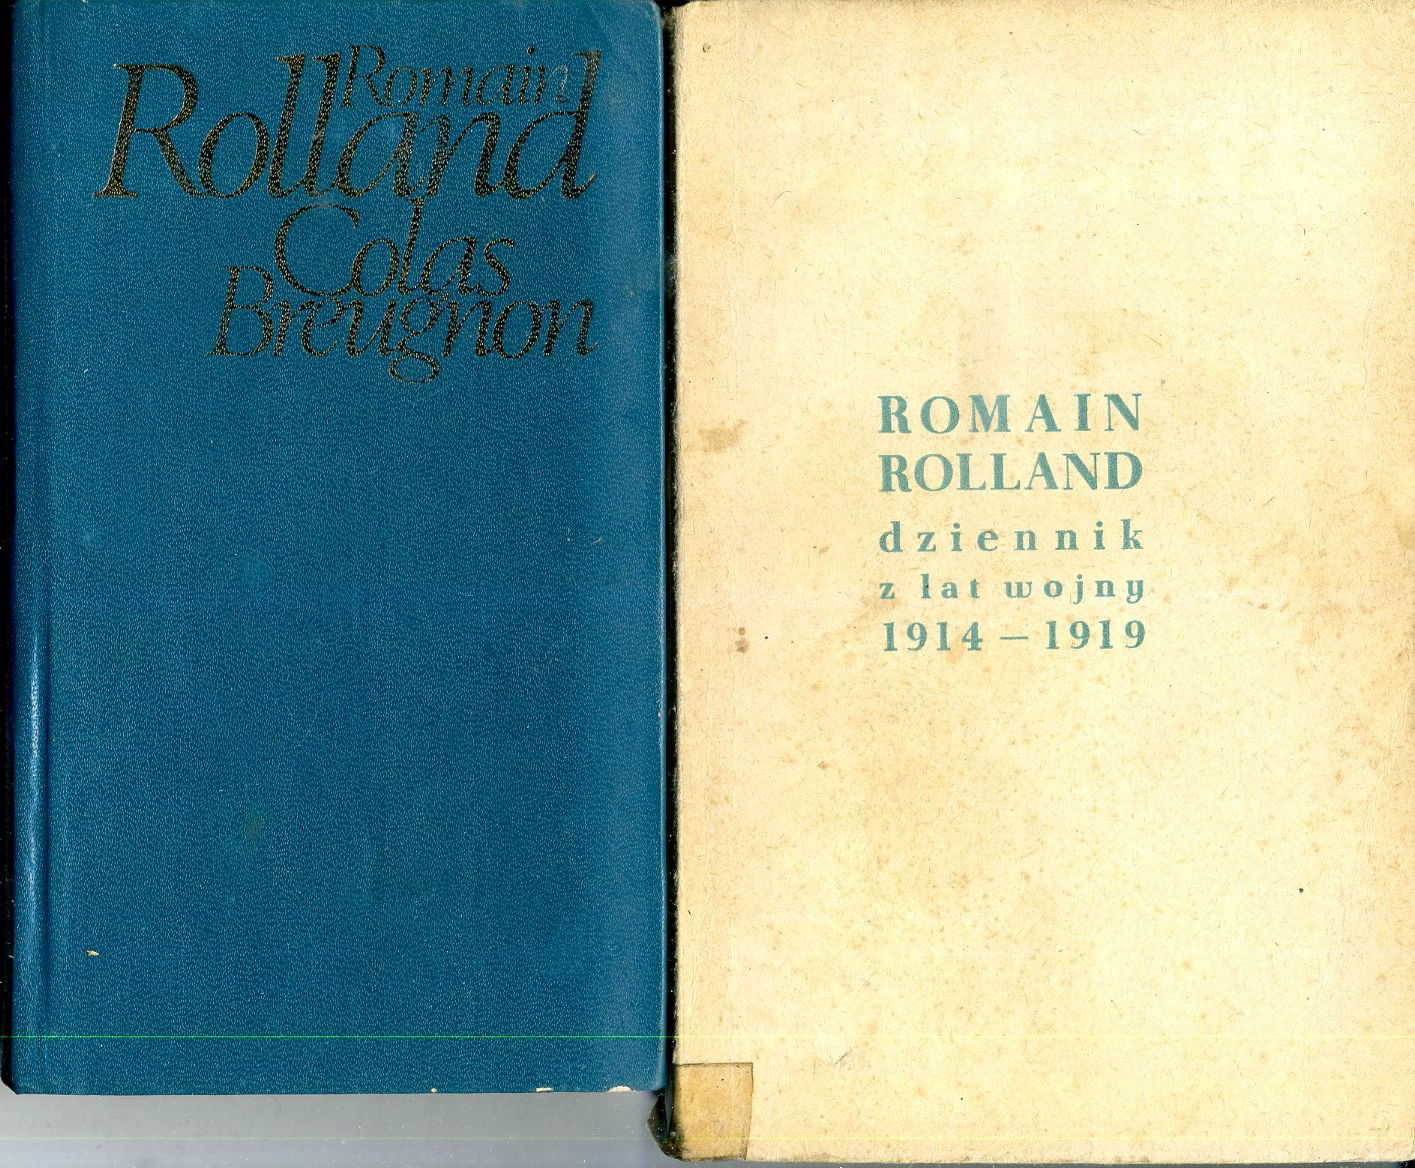 Romain
Rolland
Colas
Breugnon
ROMAIN
ROLLAND
dziennik
z lat wojny
1914 – 1919